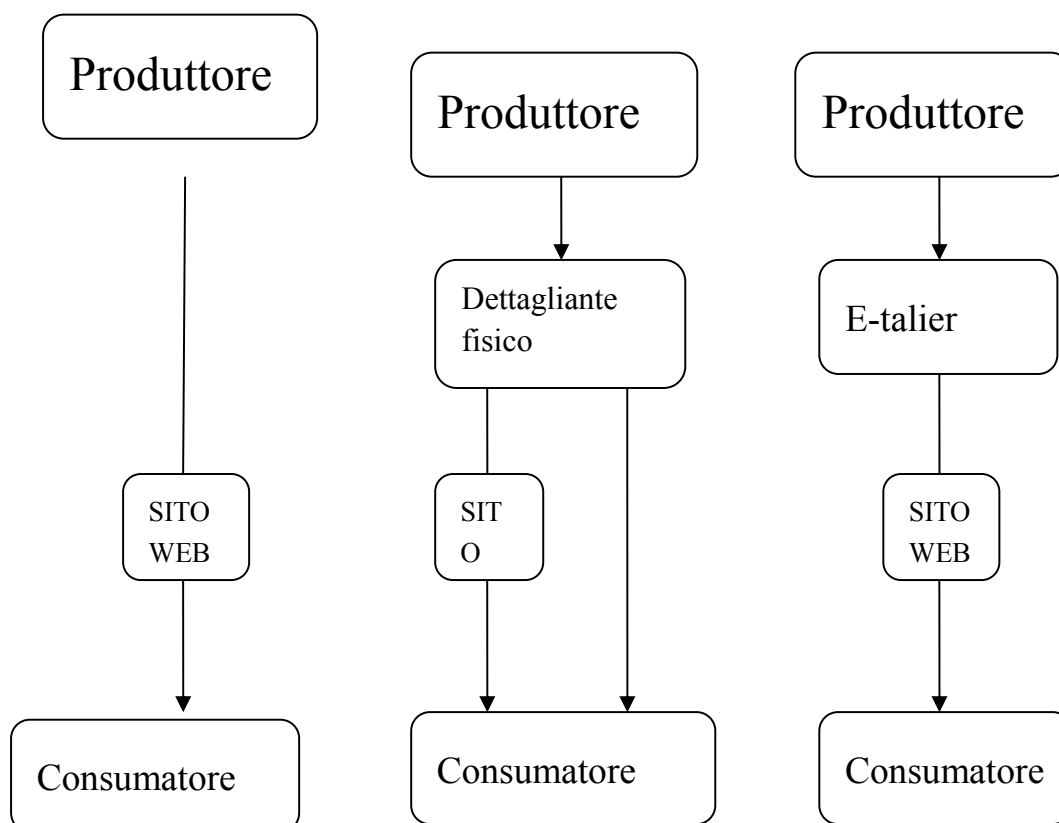 Produttore
Produttore
Produttore
Dettagliante
fisico
E-talier
SITO
WEB
SIT
O
SITO
WEB
Consumatore
Consumatore
Consumatore